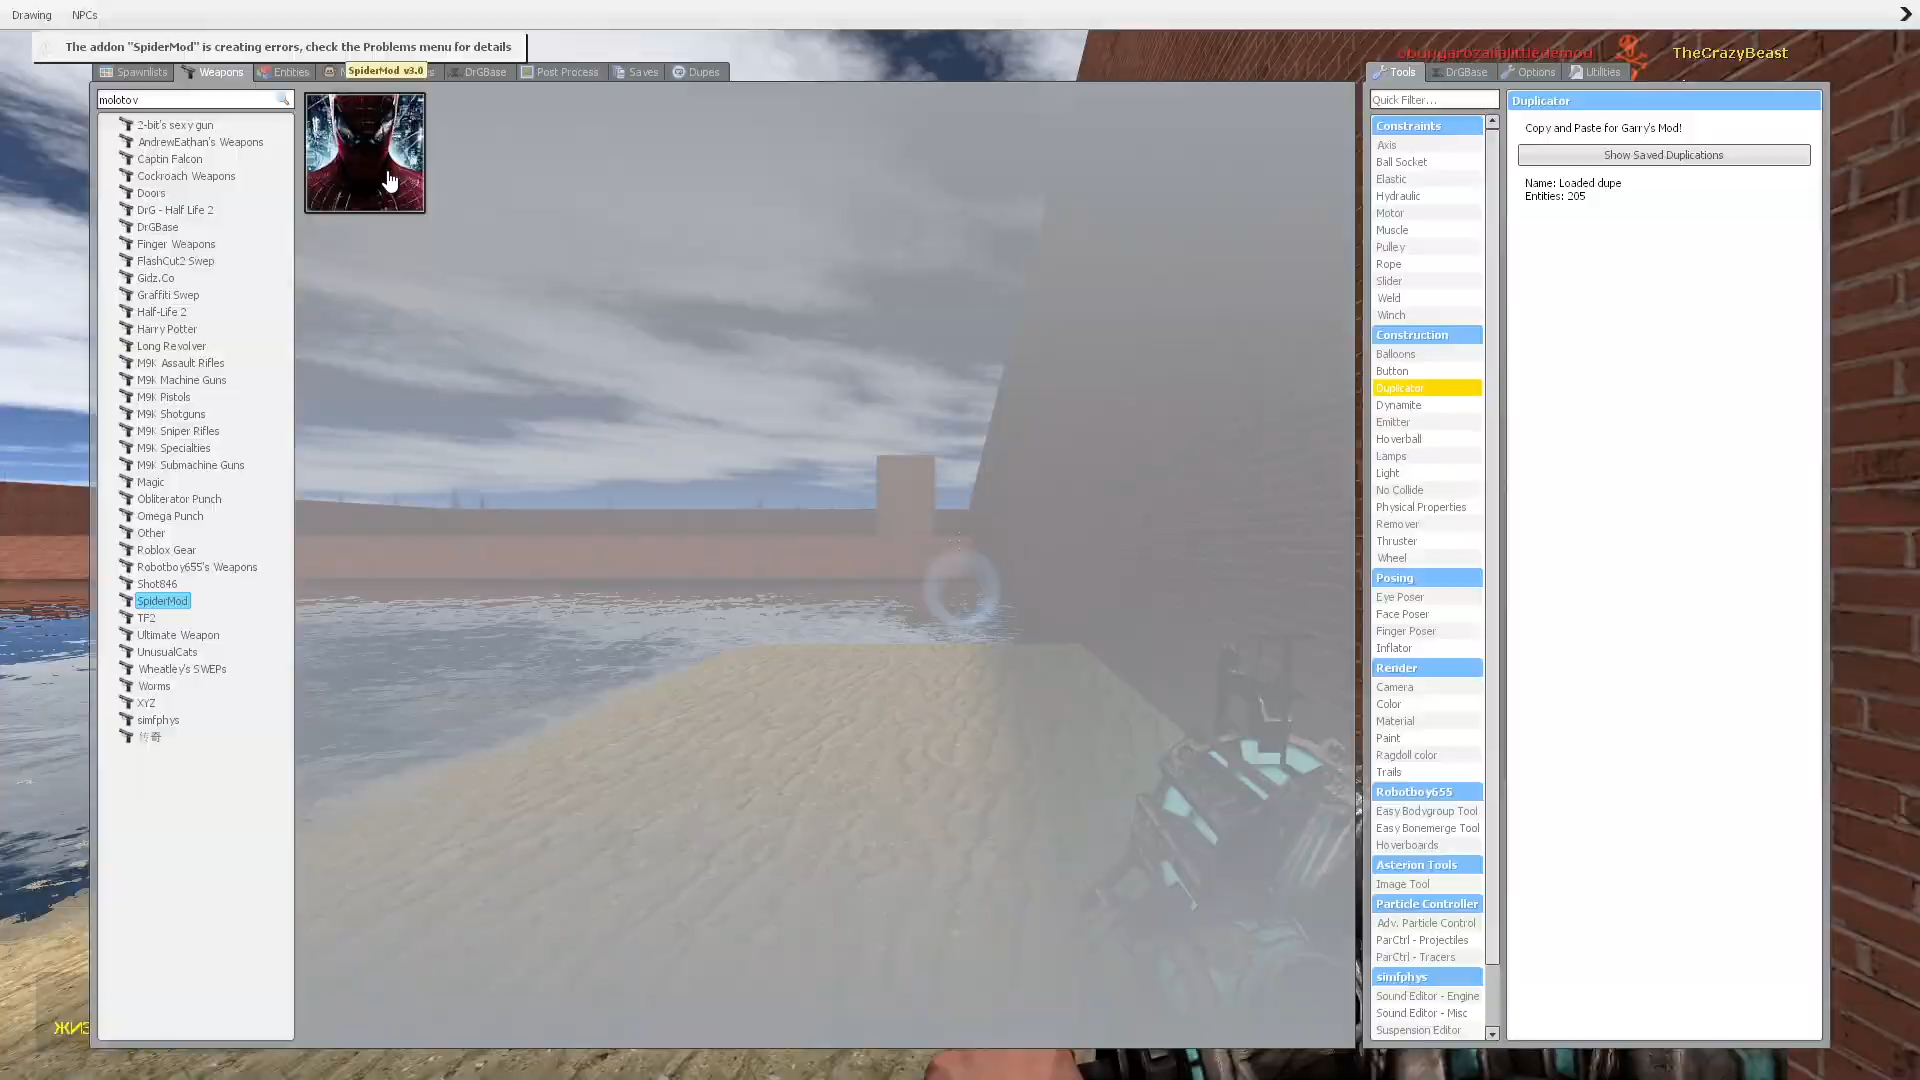 Drawing NPCs
The addon "SpiderMod" is creating errors, check the Problems menu for details
TheCrazyBeast
Spawnlists Weapons Entities SpiderMod v3.0 DrGBase Post Process Saves Dupes
Tools DrGBase Options Utilities
molotov
2-bit's sexy gun
AndrewEathan's Weapons
Captin Falcon
Cockroach Weapons
Doors
DrG - Half Life 2
DrGBase
Finger Weapons
FlashCut2 Swep
Gidz.Co
Graffiti Swep
Half-Life 2
Harry Potter
Long Revolver
M9K Assault Rifles
M9K Machine Guns
M9K Pistols
M9K Shotguns
M9K Sniper Rifles
M9K Specialties
M9K Submachine Guns
Magic
Obliterator Punch
Omega Punch
Other
Roblox Gear
Robotboy655's Weapons
Shot846
SpiderMod
TF2
Ultimate Weapon
UnusualCats
Wheatley's SWEPs
Worms
XYZ
simfphys
传奇
ЖИЗ
Quick Filter...
Constraints
Axis
Ball Socket
Elastic
Hydraulic
Motor
Muscle
Pulley
Rope
Slider
Weld
Winch
Construction
Balloons
Button
Duplicator
Dynamite
Emitter
Hoverball
Lamps
Light
No Collide
Physical Properties
Remover
Thruster
Wheel
Posing
Eye Poser
Face Poser
Finger Poser
Inflator
Render
Camera
Color
Material
Paint
Ragdoll color
Trails
Robotboy655
Easy Bodygroup Tool
Easy Bonemerge Tool
Hoverboards
Asterion Tools
Image Tool
Particle Controller
Adv. Particle Control
ParCtrl - Projectiles
ParCtrl - Tracers
simfphys
Sound Editor - Engine
Sound Editor - Misc
Suspension Editor
Duplicator
Copy and Paste for Garry's Mod!
Show Saved Duplications
Name: Loaded dupe
Entities: 205